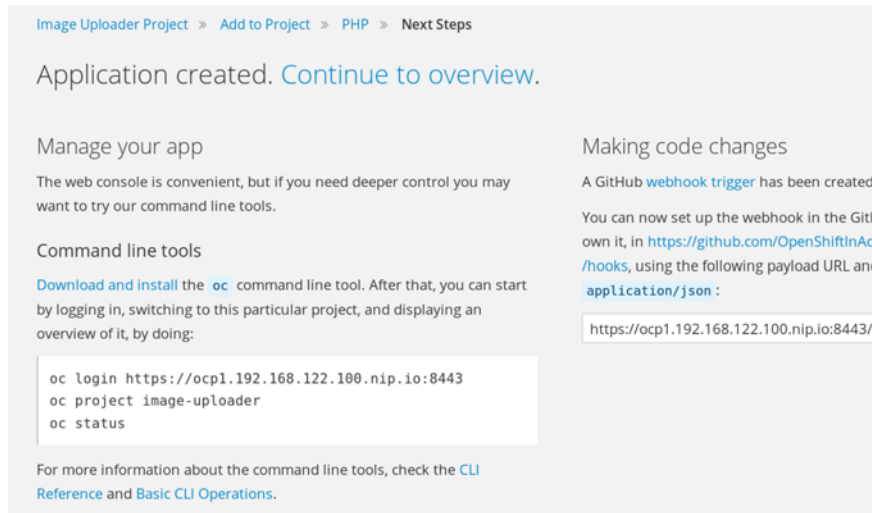 Image Uploader Project » Add to Project » PHP » Next Steps
Application created. Continue to overview.
Manage your app
The web console is convenient, but if you need deeper control you may
want to try our command line tools.
Command line tools
Download and install the oc command line tool. After that, you can start
by logging in, switching to this particular project, and displaying an
overview of it, by doing:
oc login https://ocp1.192.168.122.100.nip.io:8443
oc project image-uploader
oc status
For more information about the command line tools, check the CLI
Reference and Basic CLI Operations.
Making code changes
A GitHub webhook trigger has been created
You can now set up the webhook in the
own it, in
/hooks, using the following payload URL
application/json:
https://ocp1.192.168.122.100.nip.io:8443/